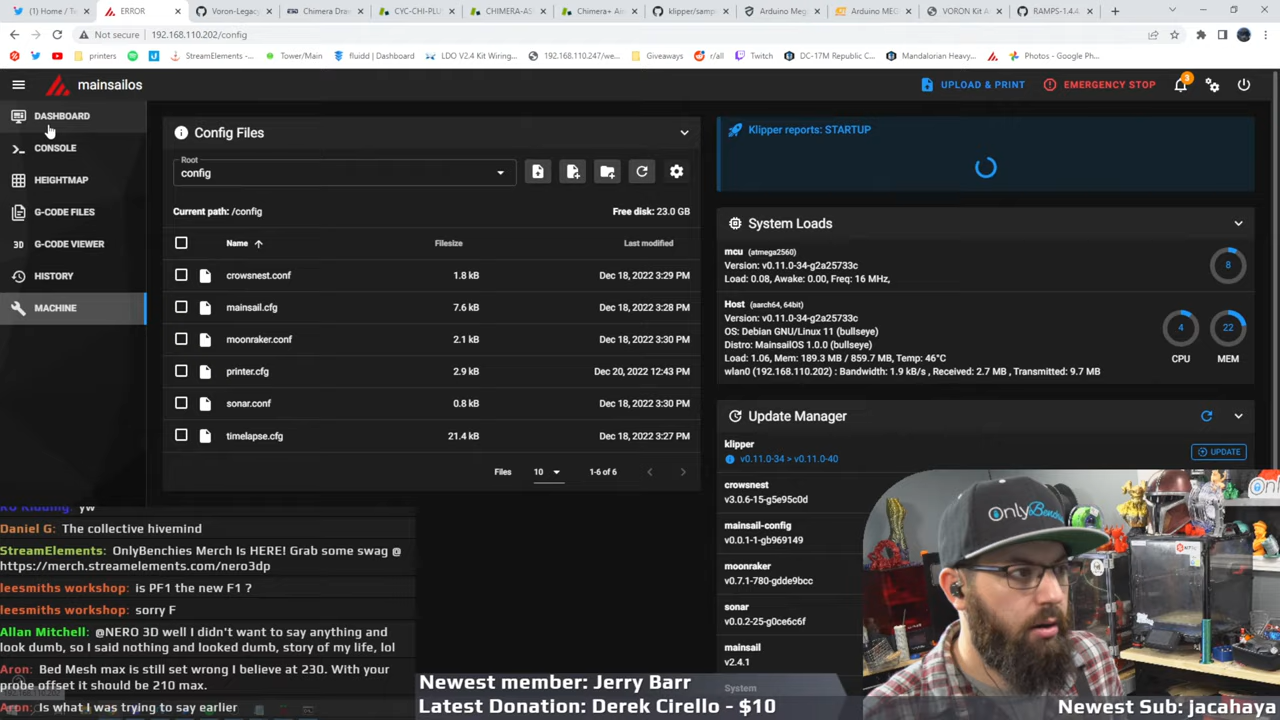 (1) Home / Tw
ERROR
Voron-Legacy
Chimera Dra
CYC-CHI-PLU
CHIMERA-AS
Chimera+ Ai
klipper/samp
Arduino Meg
Arduino MEG
VORON Kit A
RAMPS-1.4.4
Not secure
192.168.110.202/config
printers
StreamElements - ...
Tower/Main
fluidd | Dashboard
LDO V2.4 Kit Wiring...
192.168.110.247/we...
Giveaways
r/all
Twitch
DC-17M Republic C...
Mandalorian Heavy...
Photos - Google Ph...
mainsailos
UPLOAD & PRINT
EMERGENCY STOP
3
DASHBOARD
CONSOLE
HEIGHTMAP
G-CODE FILES
3D G-CODE VIEWER
HISTORY
MACHINE
Config Files
Root
config
Current path: /config
Free disk: 23.0 GB
Name
Filesize
Last modified
crowsnest.conf
1.8 kB
Dec 18, 2022 3:29 PM
mainsail.cfg
7.6 kB
Dec 18, 2022 3:28 PM
moonraker.conf
2.1 kB
Dec 18, 2022 3:30 PM
printer.cfg
2.9 kB
Dec 20, 2022 12:43 PM
sonar.conf
0.8 kB
Dec 18, 2022 3:30 PM
timelapse.cfg
21.4 kB
Dec 18, 2022 3:27 PM
Files
10
1-6 of 6
Klipper reports: STARTUP
System Loads
mcu (atmega2560)
Version: v0.11.0-34-g2a25733c
Load: 0.08, Awake: 0.00, Freq: 16 MHz,
8
Host (aarch64, 64bit)
Version: v0.11.0-34-g2a25733c
OS: Debian GNU/Linux 11 (bullseye)
Distro: MainsailOS 1.0.0 (bullseye)
Load: 1.06, Mem: 189.3 MB / 859.7 MB, Temp: 46°C
wlan0 (192.168.110.202) : Bandwidth: 1.9 kB/s , Received: 2.7 MB , Transmitted: 9.7 MB
4
CPU
22
MEM
Update Manager
klipper
v0.11.0-34 > v0.11.0-40
UPDATE
crowsnest
v3.0.6-15-g5e95c0d
mainsail-config
v0.0.1-1-gb969149
moonraker
v0.7.1-780-gdde9bcc
sonar
v0.0.2-25-g0ce6c6f
mainsail
v2.4.1
System
yw
Daniel G: The collective hivemind
StreamElements: OnlyBenchies Merch Is HERE! Grab some swag @
https://merch.streamelements.com/nero3dp
leesmiths workshop: is PF1 the new F1 ?
leesmiths workshop: sorry F
Allan Mitchell: @NERO 3D well I didn't want to say anything and
look dumb, so I said nothing and looked dumb, story of my life, lol
Aron: Bed Mesh max is still set wrong I believe at 230. With your
probe offset it should be 210 max.
Aron: Is what I was trying to say earlier
OnlyBenchies
Newest member: Jerry Barr
Latest Donation: Derek Cirello - $10
Newest Sub: jacahaya